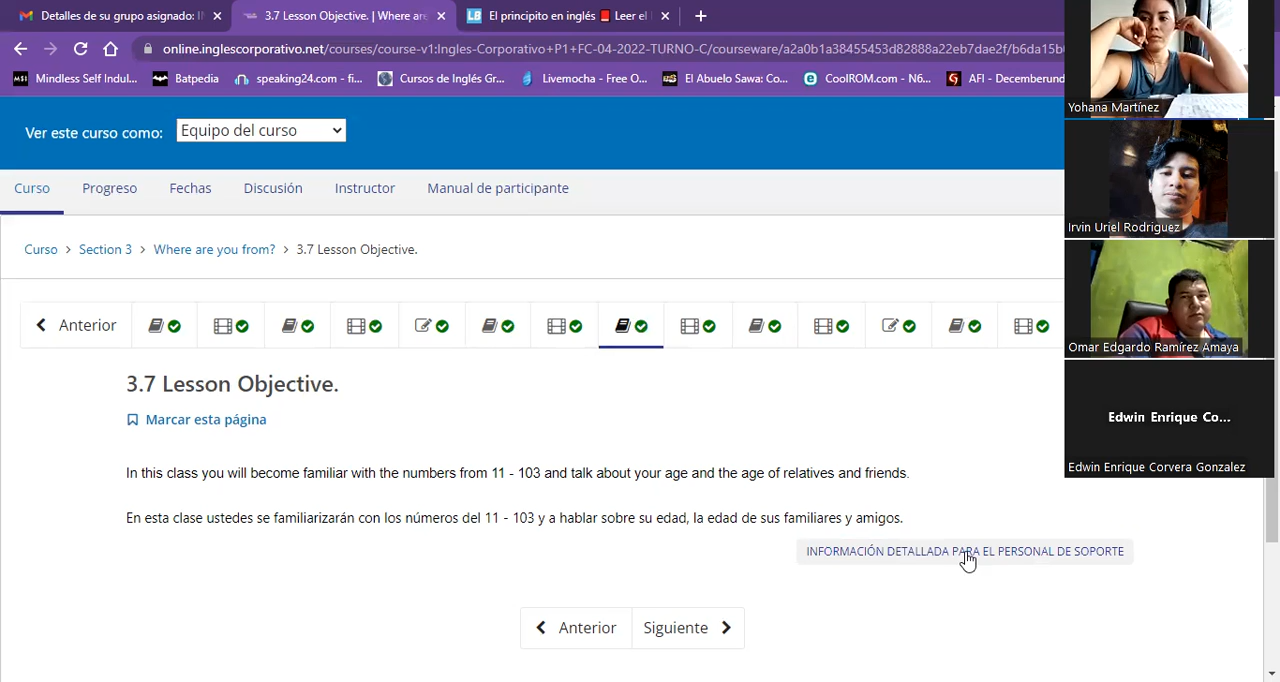 Detalles de su grupo asignado: I
3.7 Lesson Objective. | Where are
El principito en inglés 📕 Leer el l
online.inglescorporativo.net/courses/course-v1:Ingles-Corporativo+P1+FC-04-2022-TURNO-C/courseware/a2a0b1a38455453d82888a22eb7dae2f/b6da15b
Mindless Self Indul...
Batpedia
speaking24.com - fi...
Cursos de Inglés Gr...
Livemocha - Free O...
El Abuelo Sawa: Co...
CoolROM.com - N6...
AFI - Decemberund
Ver este curso como:
Equipo del curso
Curso
Progreso
Fechas
Discusión
Instructor
Manual de participante
Curso > Section 3 > Where are you from? > 3.7 Lesson Objective.
Anterior
3.7 Lesson Objective.
Marcar esta página
In this class you will become familiar with the numbers from 11 - 103 and talk about your age and the age of relatives and friends.
En esta clase ustedes se familiarizarán con los números del 11 - 103 y a hablar sobre su edad, la edad de sus familiares y amigos.
INFORMACIÓN DETALLADA PARA EL PERSONAL DE SOPORTE
Anterior
Siguiente
Yohana Martínez
Irvin Uriel Rodriguez
Omar Edgardo Ramírez Amaya
Edwin Enrique Co...
Edwin Enrique Corvera Gonzalez